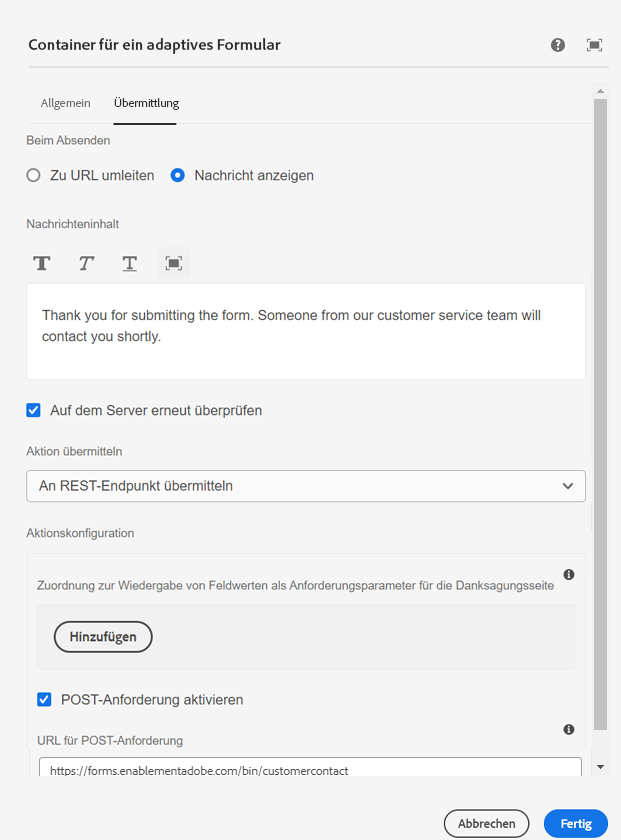 Container für ein adaptives Formular
Allgemein Übermittlung
Beim Absenden
Zu URL umleiten Nachricht anzeigen
Nachrichteninhalt
T T T
Thank you for submitting the form. Someone from our customer service team will
contact you shortly.
Auf dem Server erneut überprüfen
Aktion übermitteln
An REST-Endpunkt übermitteln
Aktionskonfiguration
Zuordnung zur Wiedergabe von Feldwerten als Anforderungsparameter für die Danksagungsseite
Hinzufügen
POST-Anforderung aktivieren
URL für POST-Anforderung
https://forms.enablementadobe.com/bin/customercontact
Abbrechen Fertig